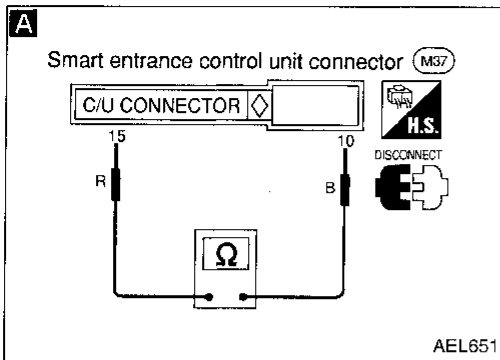 A
Smart entrance control unit connector M37
C/U CONNECTOR
H.S.
15 10
DISCONNECT
R B
Ω
AEL651